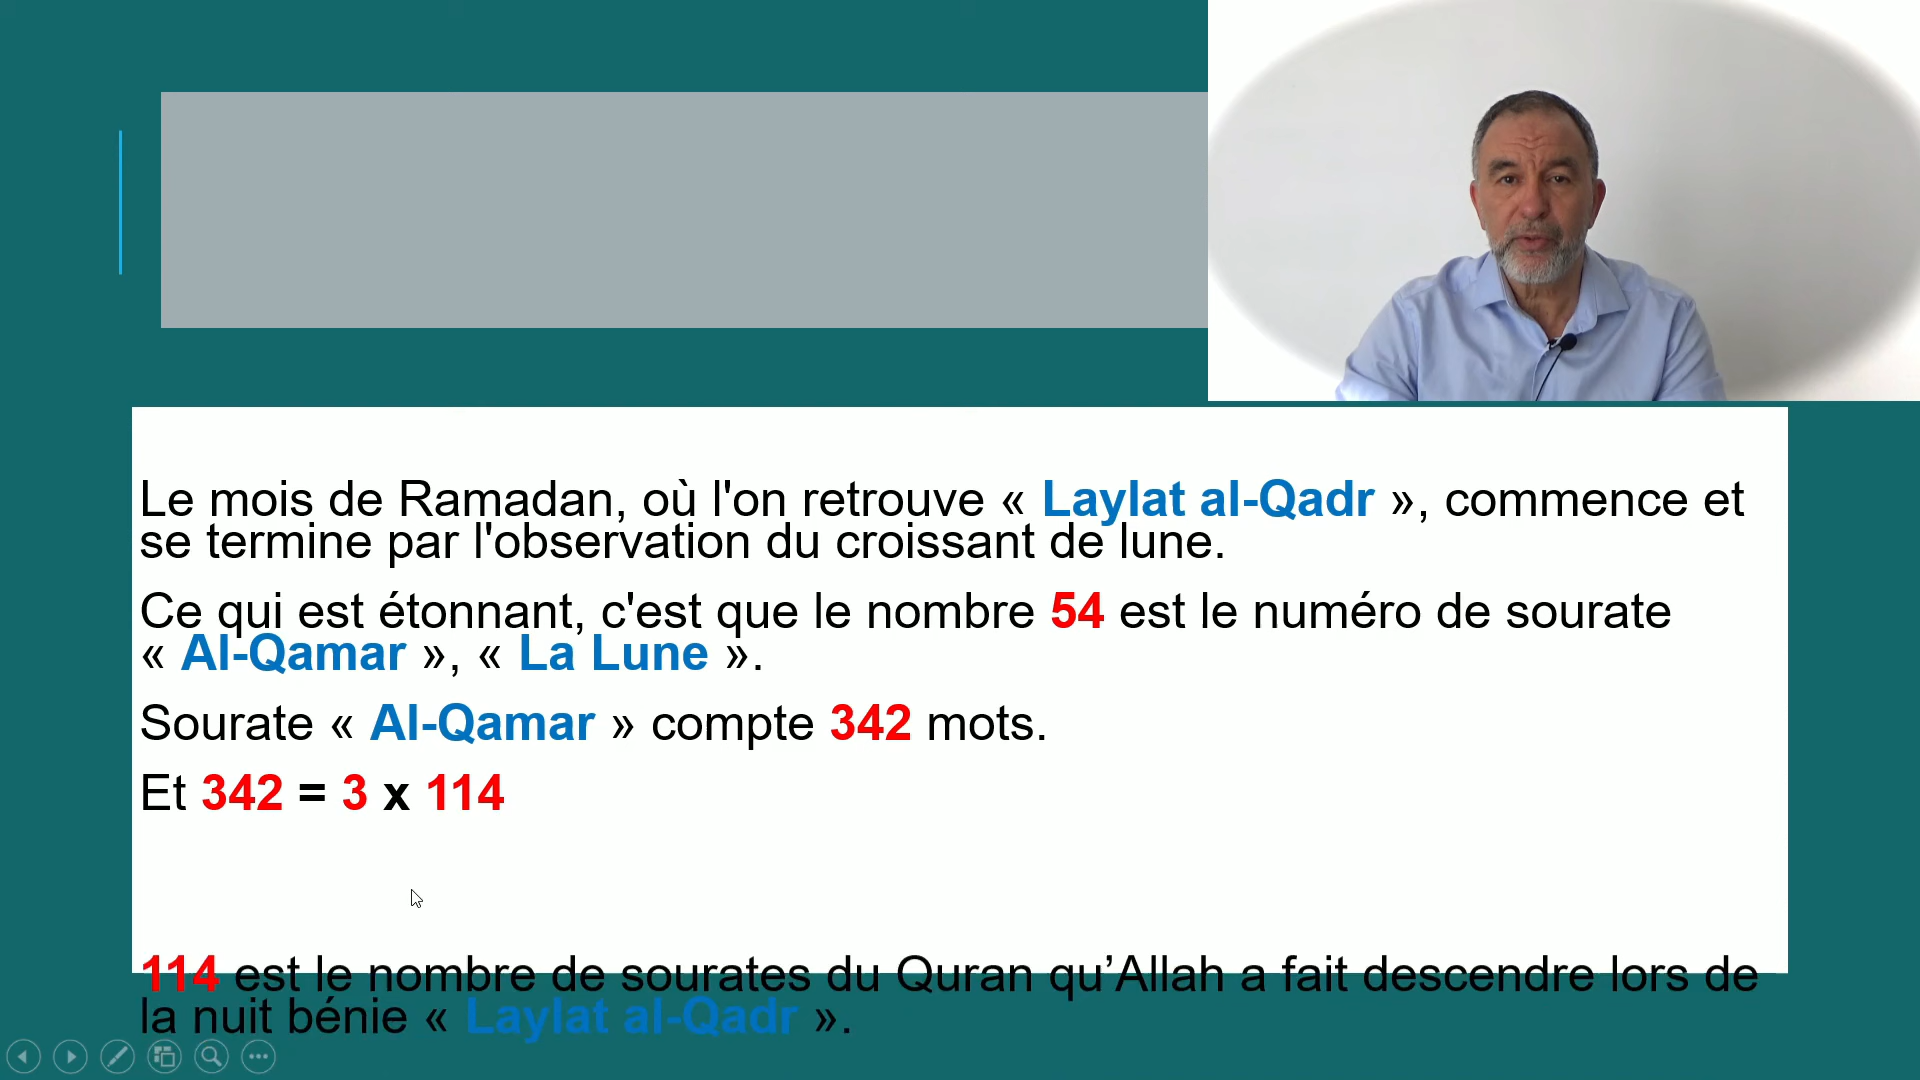 Le mois de Ramadan, où l'on retrouve « Laylat al-Qadr », commence et
se termine par l'observation du croissant de lune.
Ce qui est étonnant, c'est que le nombre 54 est le numéro de sourate
« Al-Qamar », « La Lune ».
Sourate « Al-Qamar » compte 342 mots.
Et 342 = 3 x 114
114 est le nombre de sourates du Quran qu’Allah a fait descendre lors de
la nuit bénie « Laylat al-Qadr ».